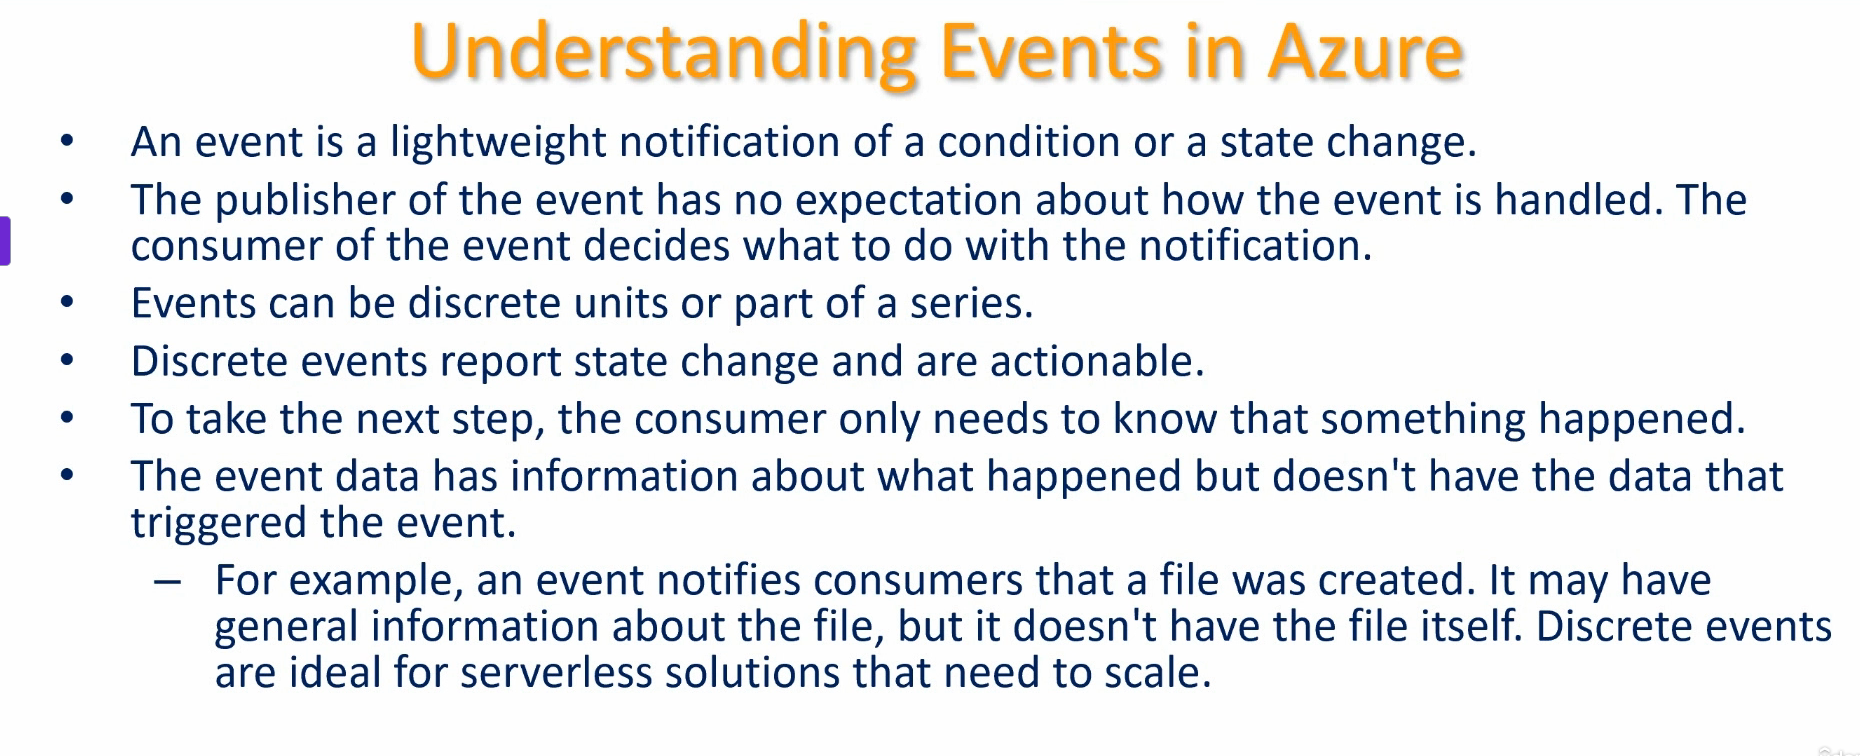 Understanding Events in Azure
• An event is a lightweight notification of a condition or a state change.
• The publisher of the event has no expectation about how the event is handled. The
consumer of the event decides what to do with the notification.
• Events can be discrete units or part of a series.
• Discrete events report state change and are actionable.
• To take the next step, the consumer only needs to know that something happened.
• The event data has information about what happened but doesn't have the data that
triggered the event.
– For example, an event notifies consumers that a file was created. It may have
general information about the file, but it doesn't have the file itself. Discrete events
are ideal for serverless solutions that need to scale.